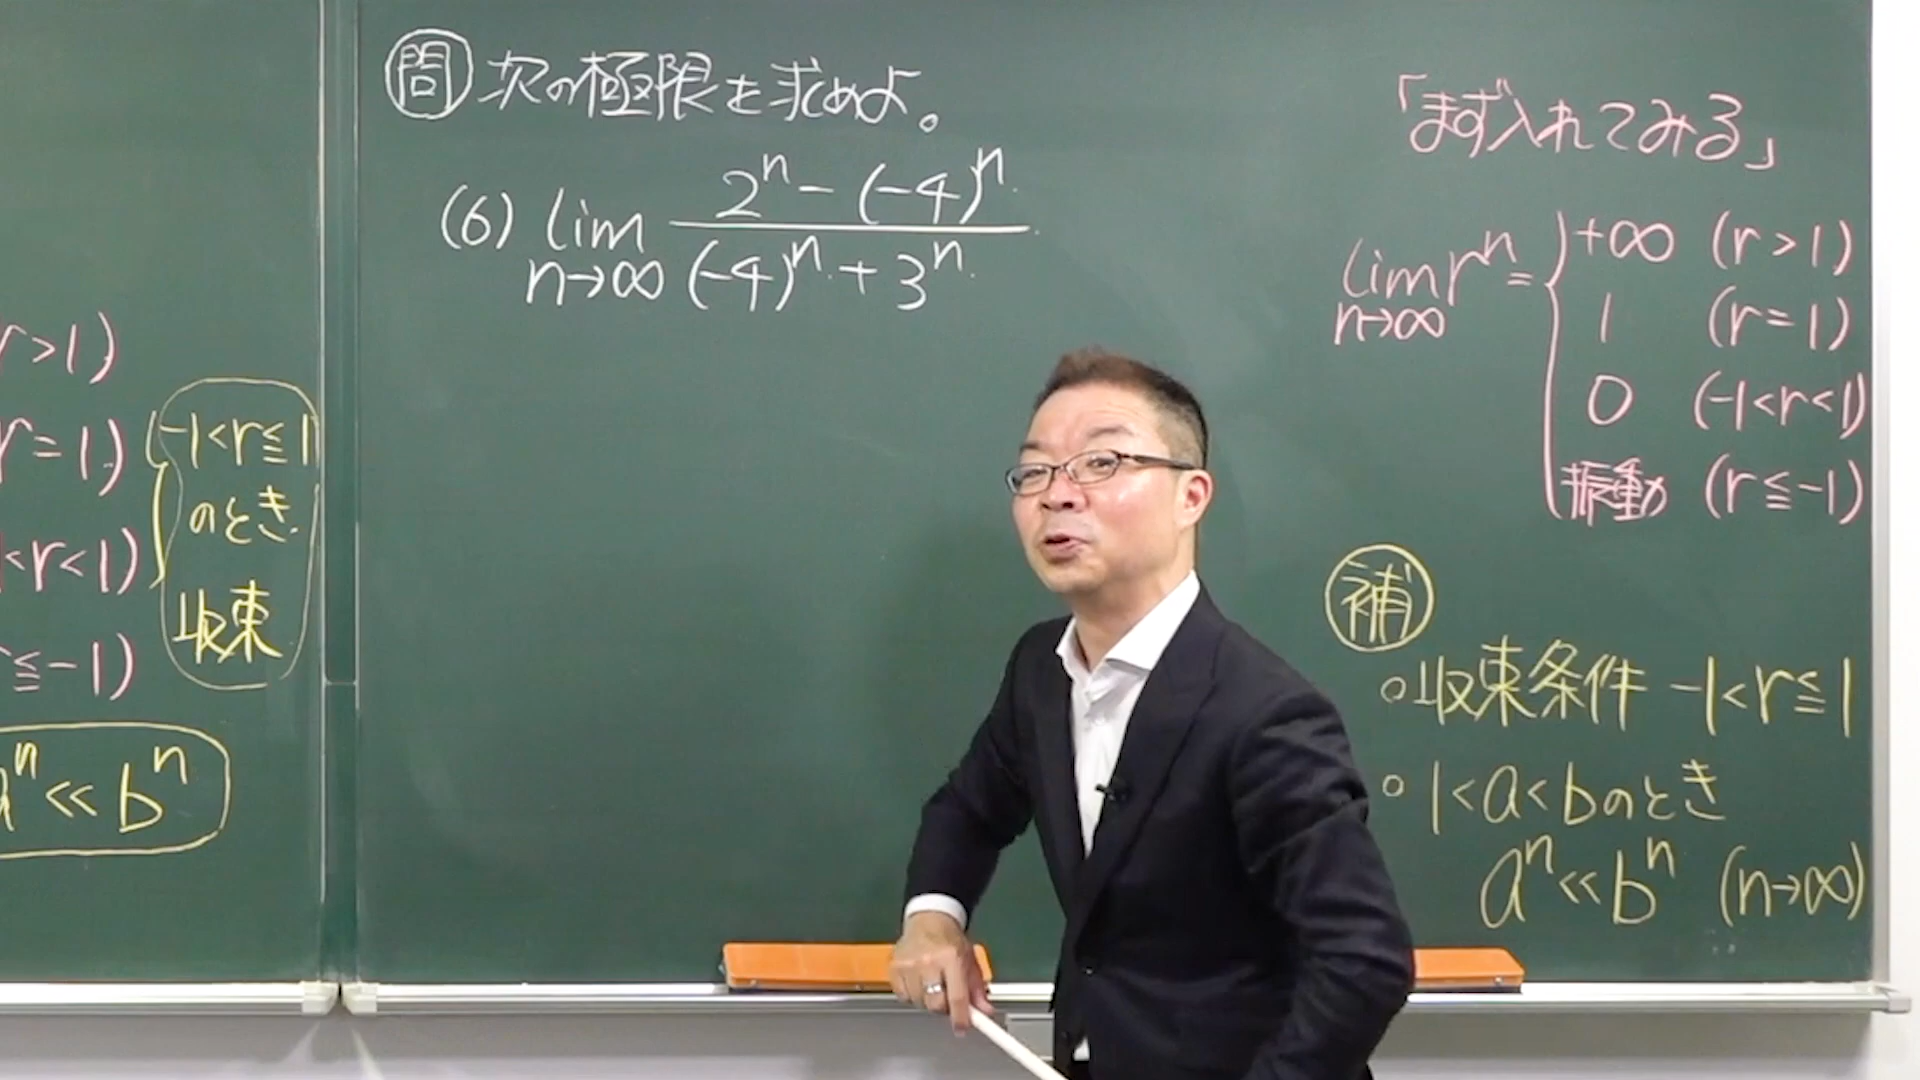 問 次の極限を求めよ。
(6) lim n→∞ (2^n - (-4)^n) / ((-4)^n + 3^n)
r>1)
r=1)
<r<1)
≦-1)
-1<r≦1
のとき
収束
a^n ≪ b^n
「まず入れてみる」
lim n→∞ r^n =
+∞ (r>1)
1 (r=1)
0 (-1<r<1)
振動 (r≦-1)
補
○収束条件 -1<r≦1
○1<a<bのとき
a^n ≪ b^n (n→∞)